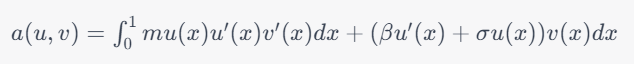 a(u, v) = ∫₀¹ mu(x)u′(x)v′(x)dx + (βu′(x) + σu(x))v(x)dx